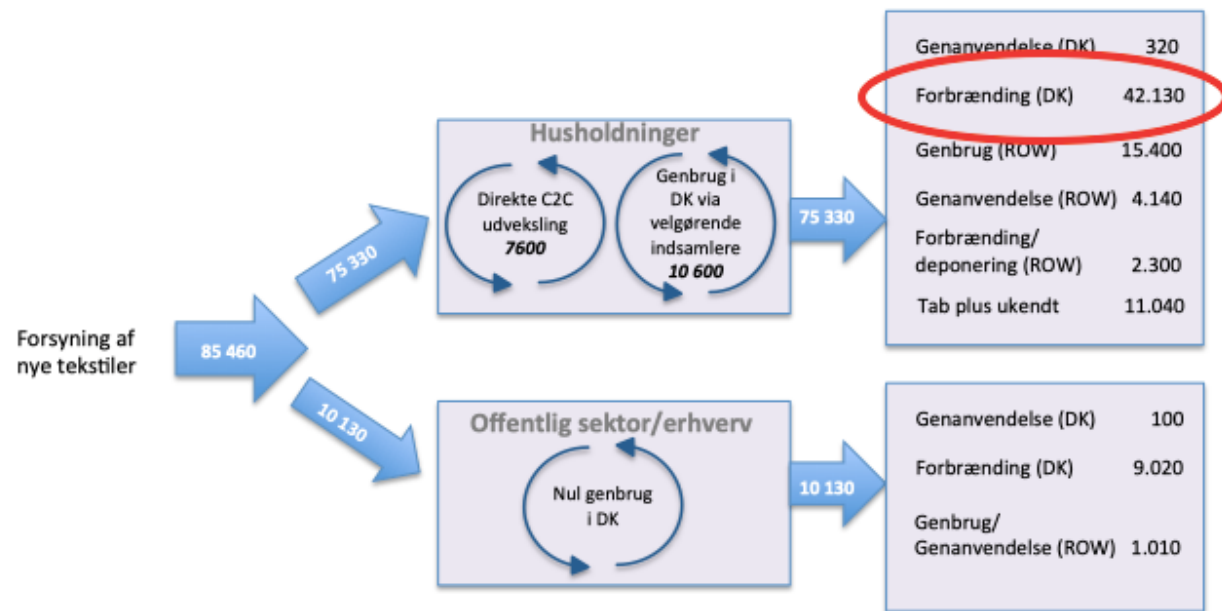 Forsyning af
nye tekstiler
85 460
75 330
10 130
Husholdninger
Direkte C2C
udveksling
7600
Genbrug i
DK via
velgørende
indsamlere
10 600
75 330
Genanvendelse (DK) 320
Forbrænding (DK) 42.130
Genbrug (ROW) 15.400
Genanvendelse (ROW) 4.140
Forbrænding/
deponering (ROW) 2.300
Tab plus ukendt 11.040
Offentlig sektor/erhverv
Nul genbrug
i DK
10 130
Genanvendelse (DK) 100
Forbrænding (DK) 9.020
Genbrug/
Genanvendelse (ROW) 1.010